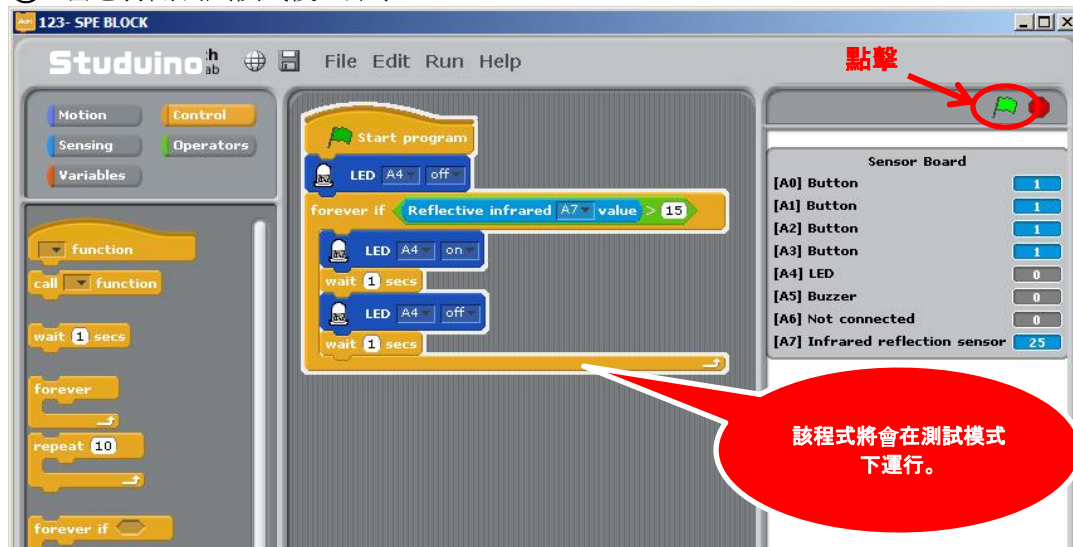 123- SPE BLOCK
Studuino:h
ab
File Edit Run Help
點擊
Motion
Control
Sensing
Operators
Variables
function
call function
wait 1 secs
forever
repeat 10
forever if
Start program
LED A4 off
forever if Reflective infrared A7 value > 15
LED A4 on
wait 1 secs
LED A4 off
wait 1 secs
Sensor Board
[A0] Button 1
[A1] Button 1
[A2] Button 1
[A3] Button 1
[A4] LED 0
[A5] Buzzer 0
[A6] Not connected 0
[A7] Infrared reflection sensor 25
該程式將會在測試模式
下運行。